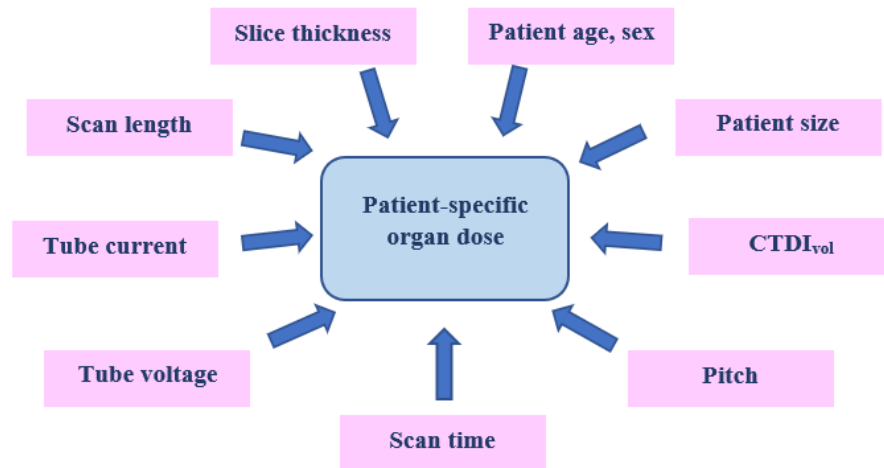 Slice thickness
Patient age, sex
Scan length
Patient size
Patient-specific
organ dose
Tube current
CTDIvol
Tube voltage
Pitch
Scan time